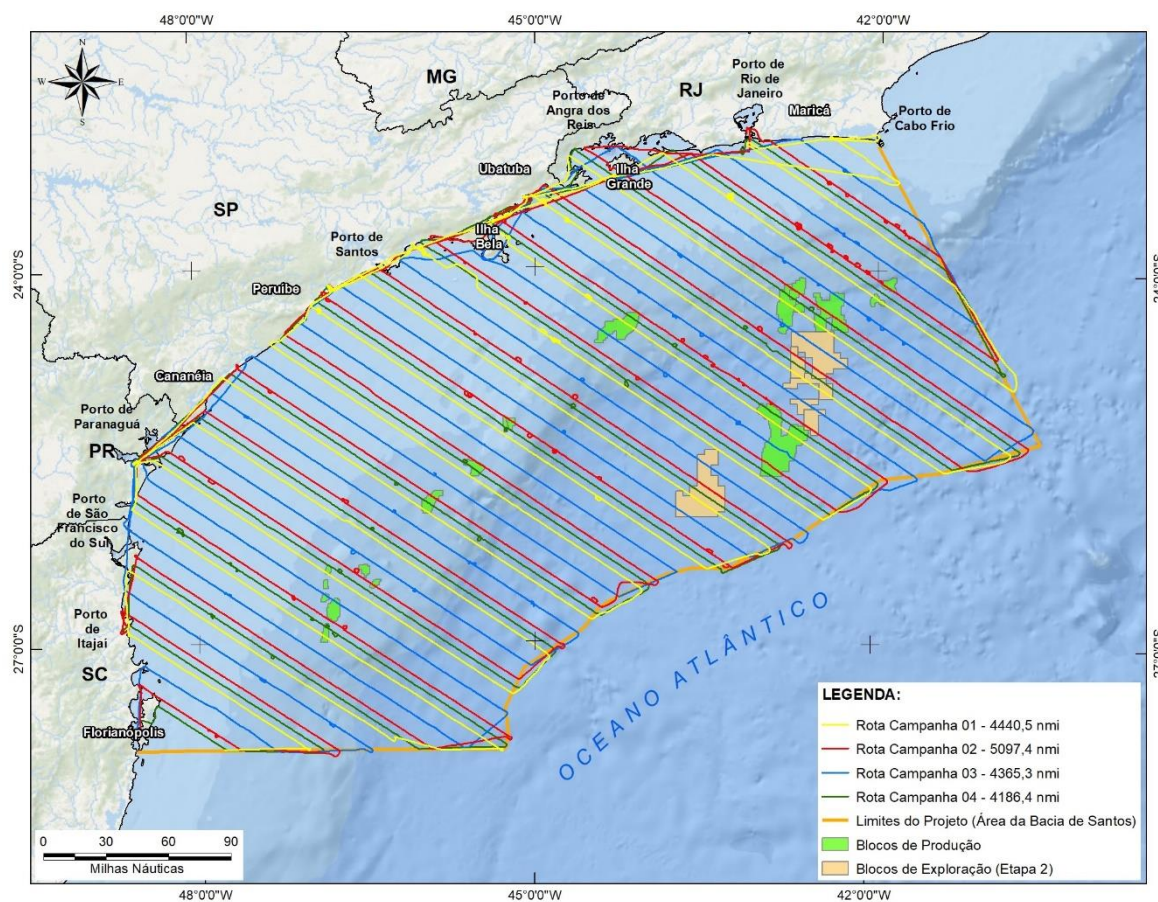 48°0'0"W
45°0'0"W
42°0'0"W
N
W
E
S
MG
RJ
SP
PR
SC
Porto de
Angra dos
Reis
Porto de
Rio de
Janeiro
Maricá
Porto de
Cabo Frio
Ubatuba
Ilha
Grande
Ilha
Bela
Porto de
Santos
Peruíbe
Cananéia
Porto de
Paranaguá
Porto
de São
Francisco
do Sul
Porto
de
Itajaí
Florianópolis
24°0'0"S
24°0'0"S
27°0'0"S
27°0'0"S
OCEANO ATLÂNTICO
LEGENDA:
Rota Campanha 01 - 4440,5 nmi
Rota Campanha 02 - 5097,4 nmi
Rota Campanha 03 - 4365,3 nmi
Rota Campanha 04 - 4186,4 nmi
Limites do Projeto (Área da Bacia de Santos)
Blocos de Produção
Blocos de Exploração (Etapa 2)
0 30 60 90
Milhas Náuticas
48°0'0"W
45°0'0"W
42°0'0"W